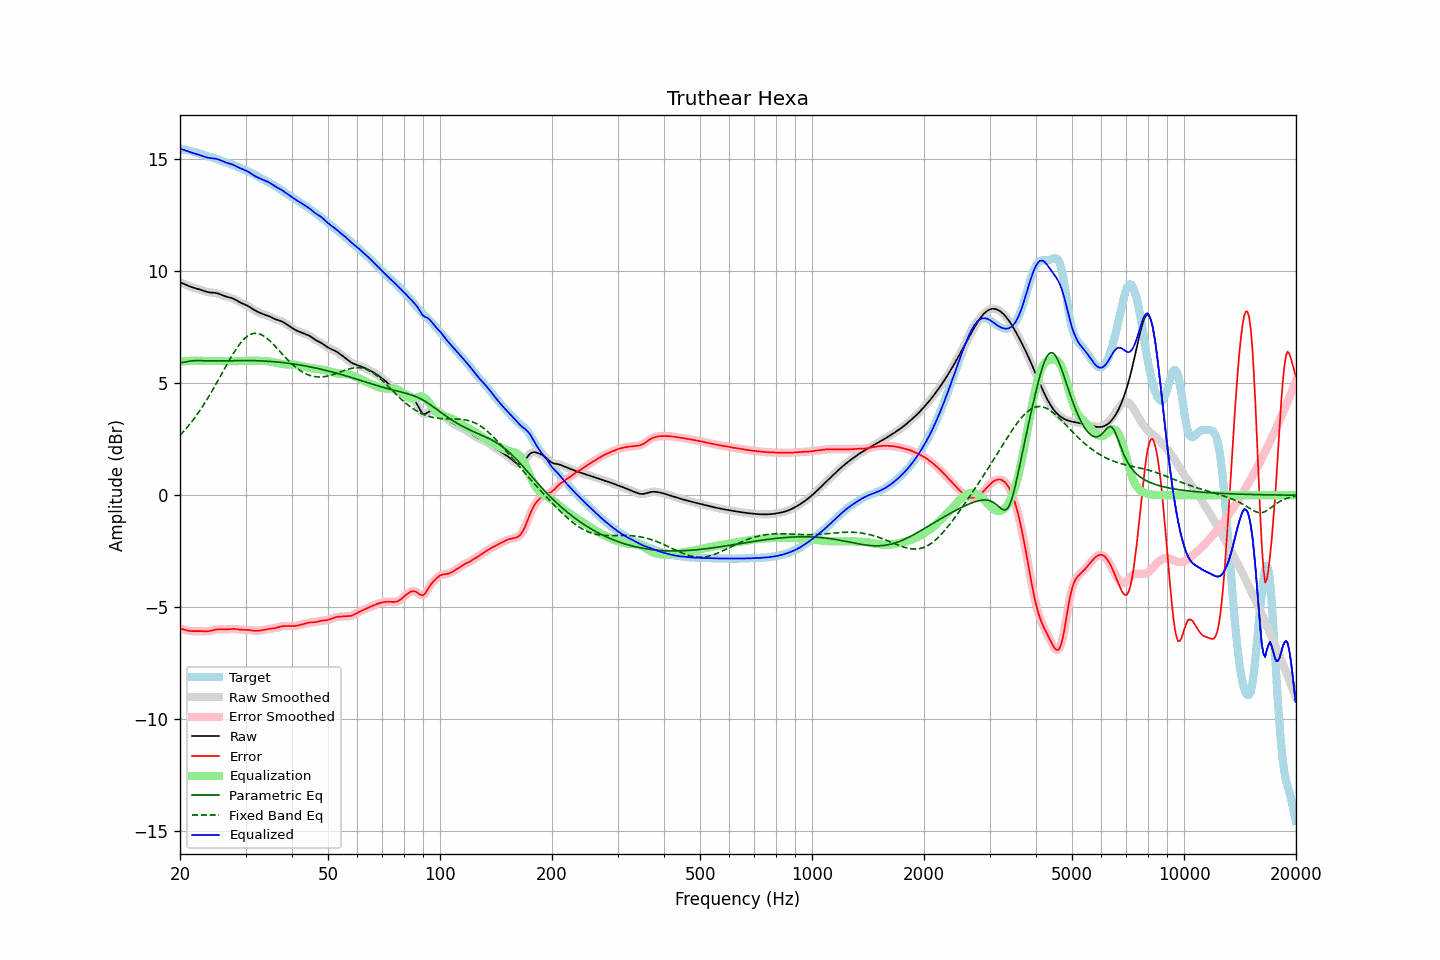 Truthear Hexa
Amplitude (dBr)
15
10
5
0
−5
−10
−15
Target
Raw Smoothed
Error Smoothed
Raw
Error
Equalization
Parametric Eq
Fixed Band Eq
Equalized
20 50 100 200 500 1000 2000 5000 10000 20000
Frequency (Hz)